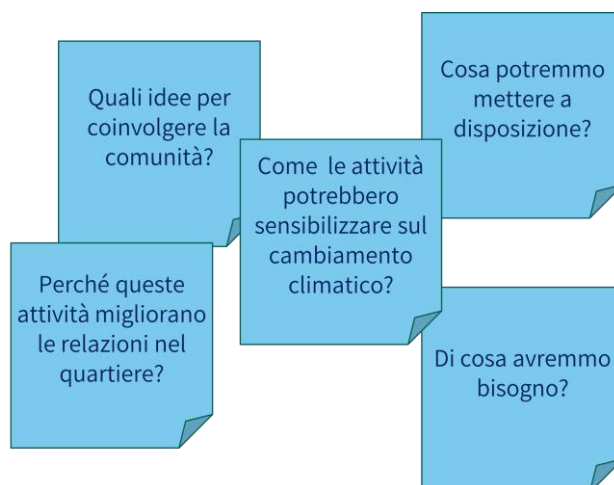 Quali idee per
coinvolgere la
comunità?
Cosa potremmo
mettere a
disposizione?
Come le attività
potrebbero
sensibilizzare sul
cambiamento
climatico?
Perché queste
attività migliorano
le relazioni nel
quartiere?
Di cosa avremmo
bisogno?